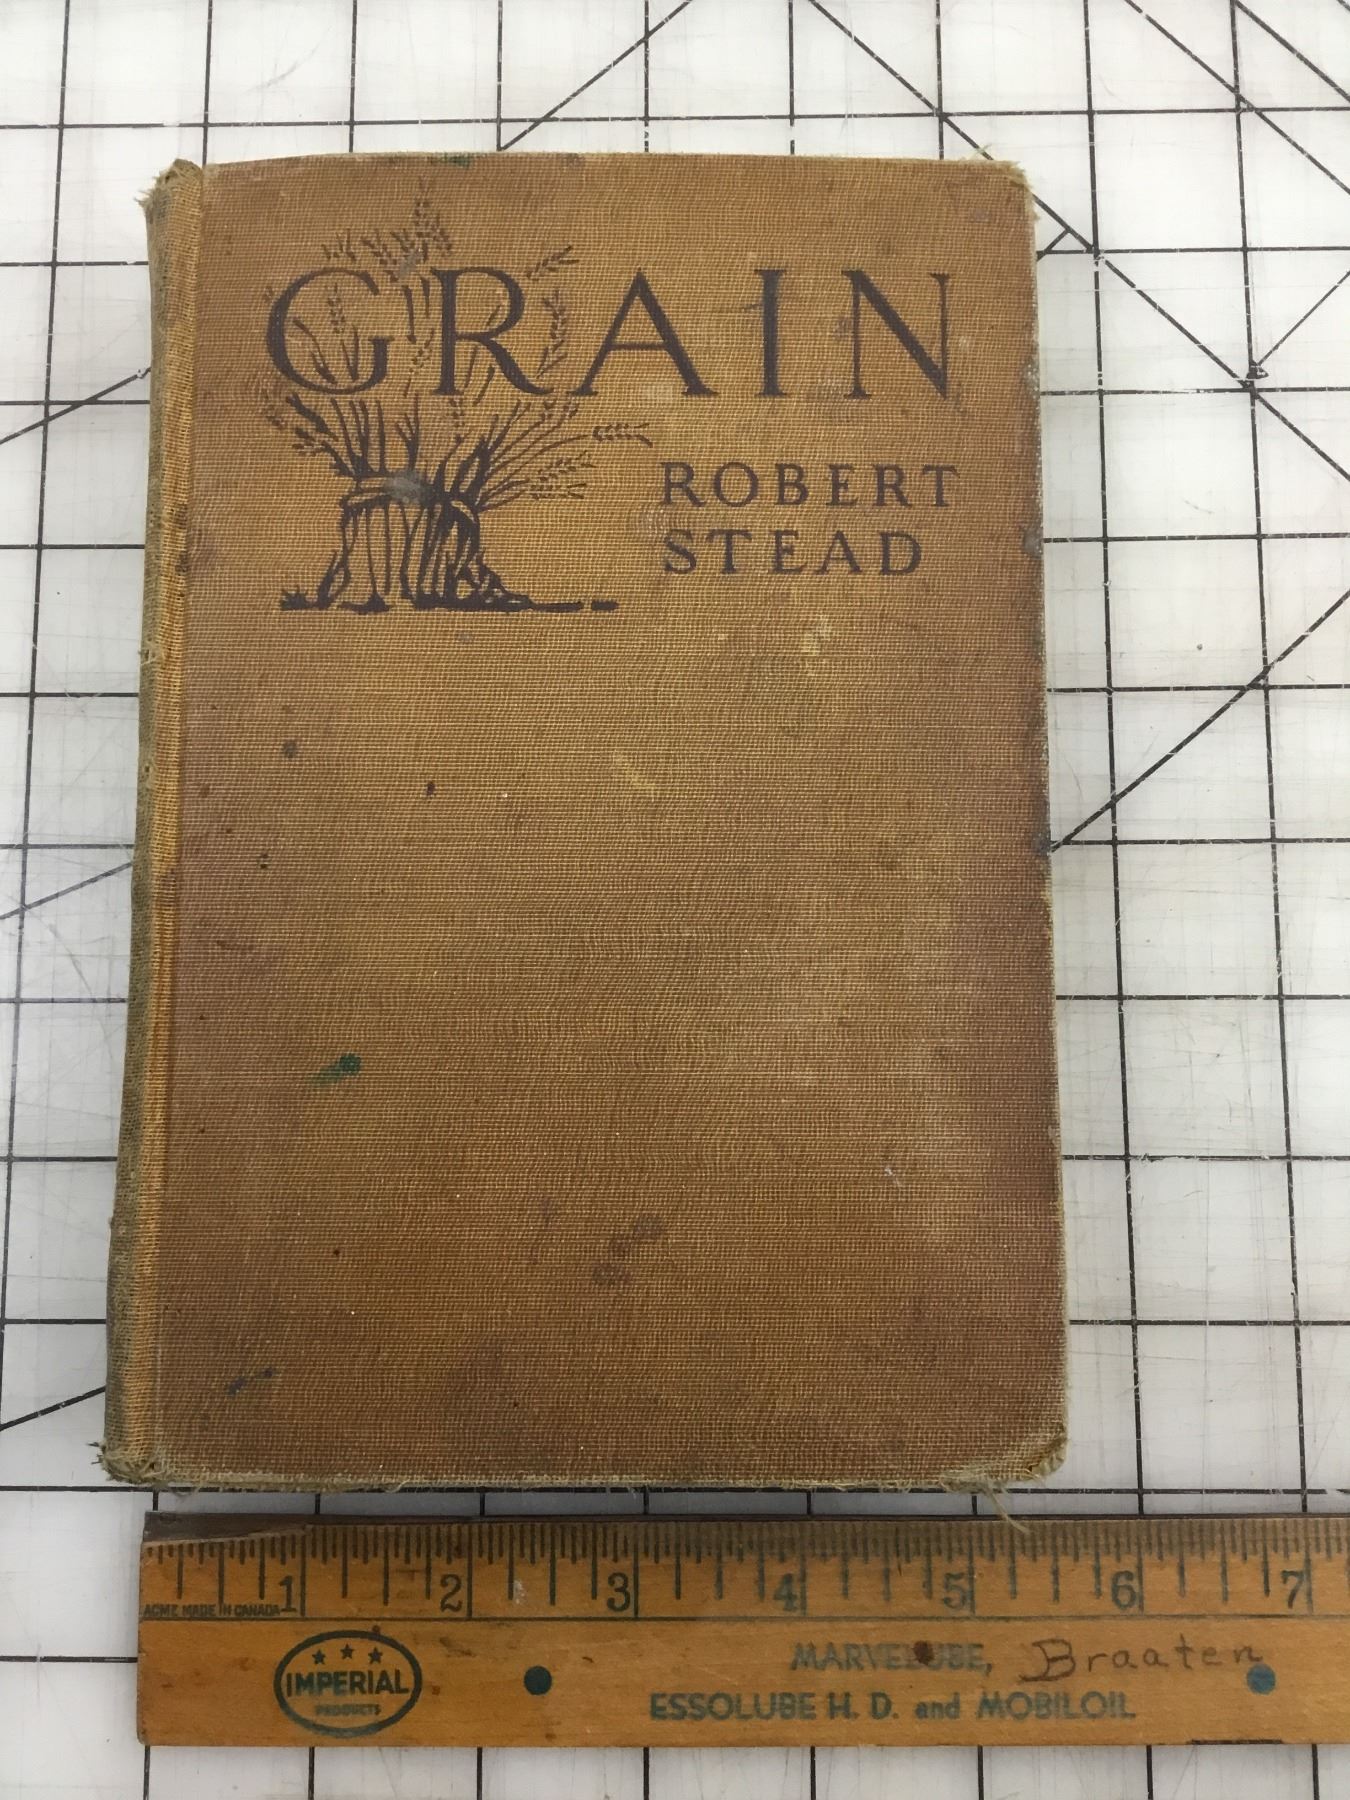 GRAIN
ROBERT
STEAD
1 2 3 4 5 6 7
ACME MADE IN CANADA
IMPERIAL
PRODUCTS
MARVELUBE, Braaten
ESSOLUBE H. D. and MOBILOIL